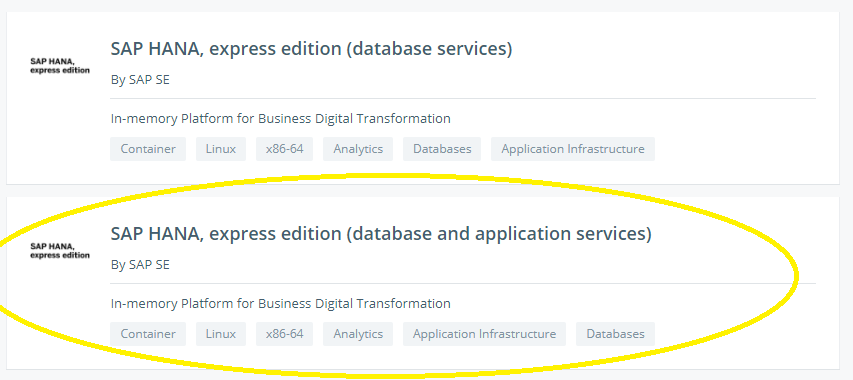 SAP HANA, express edition (database services)
SAP HANA,
express edition
By SAP SE
In-memory Platform for Business Digital Transformation
Container Linux x86-64 Analytics Databases Application Infrastructure
SAP HANA, express edition (database and application services)
SAP HANA,
express edition
By SAP SE
In-memory Platform for Business Digital Transformation
Container Linux x86-64 Analytics Application Infrastructure Databases